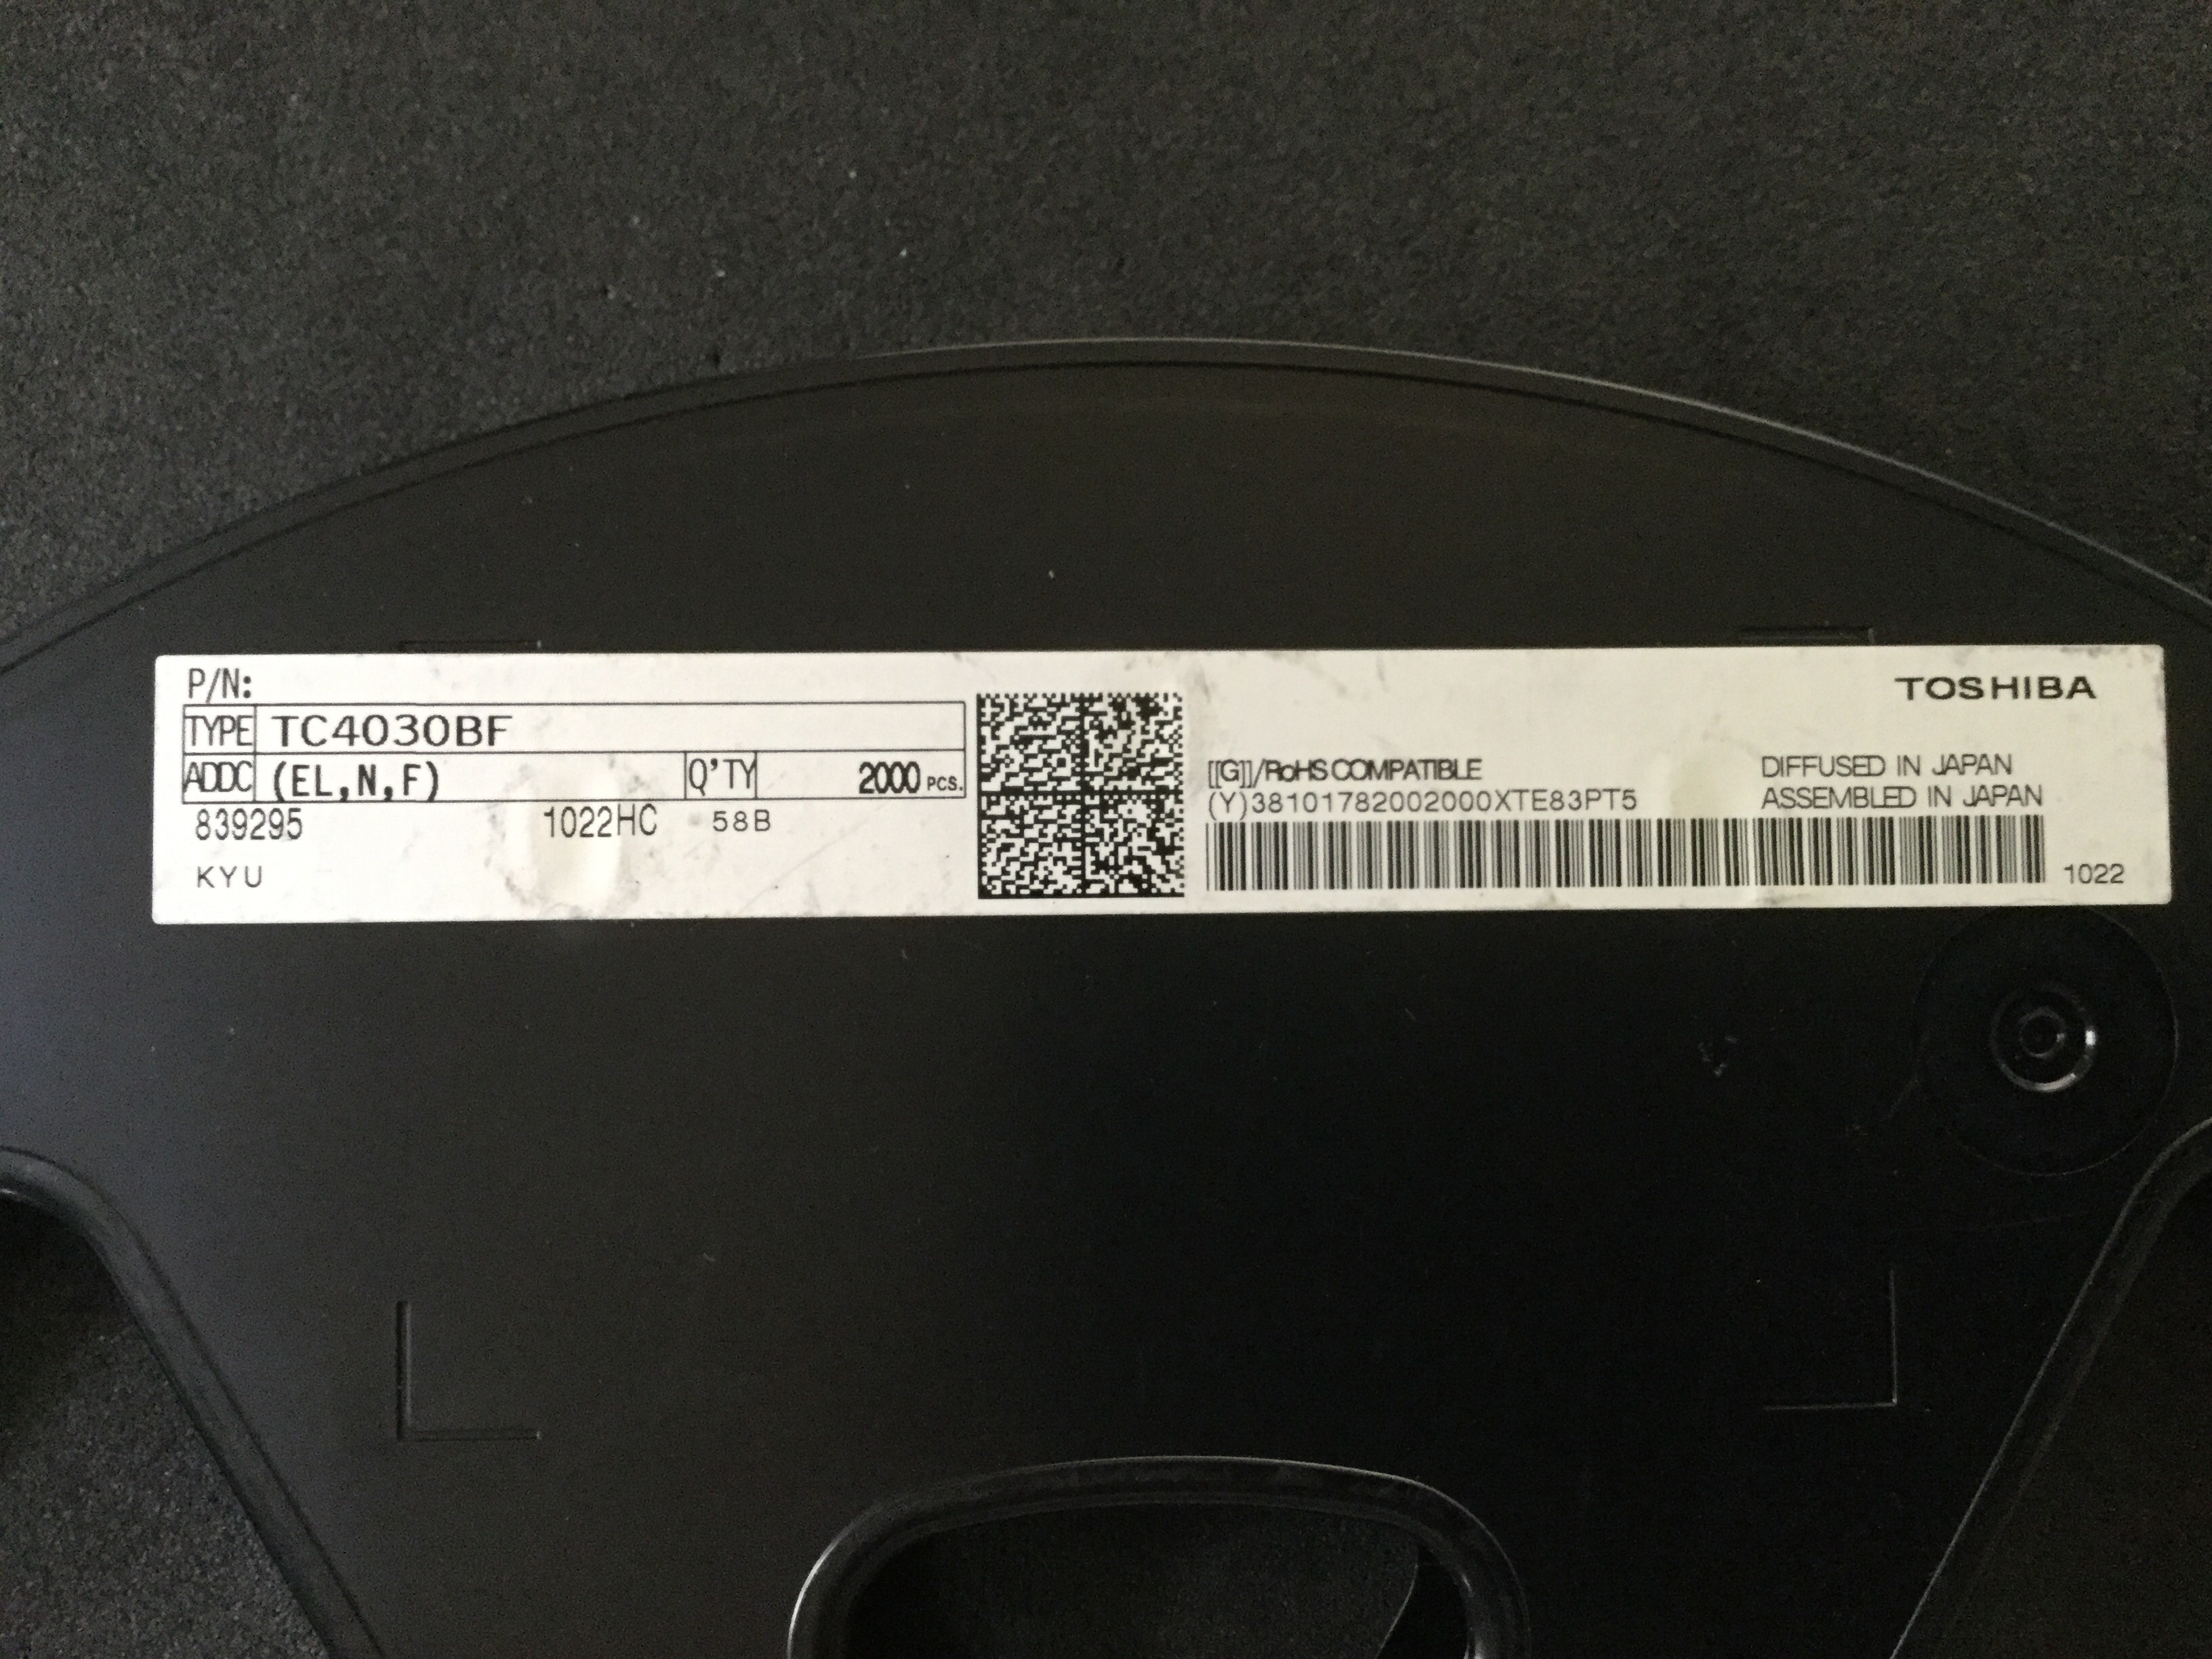 P/N:
TYPE TC4030BF
ADDC (EL,N,F) Q'TY 2000 PCS.
839295 1022HC 58B
KYU
TOSHIBA
[[G]]/RoHS COMPATIBLE
(Y)38101782002000XTE83PT5
DIFFUSED IN JAPAN
ASSEMBLED IN JAPAN
1022